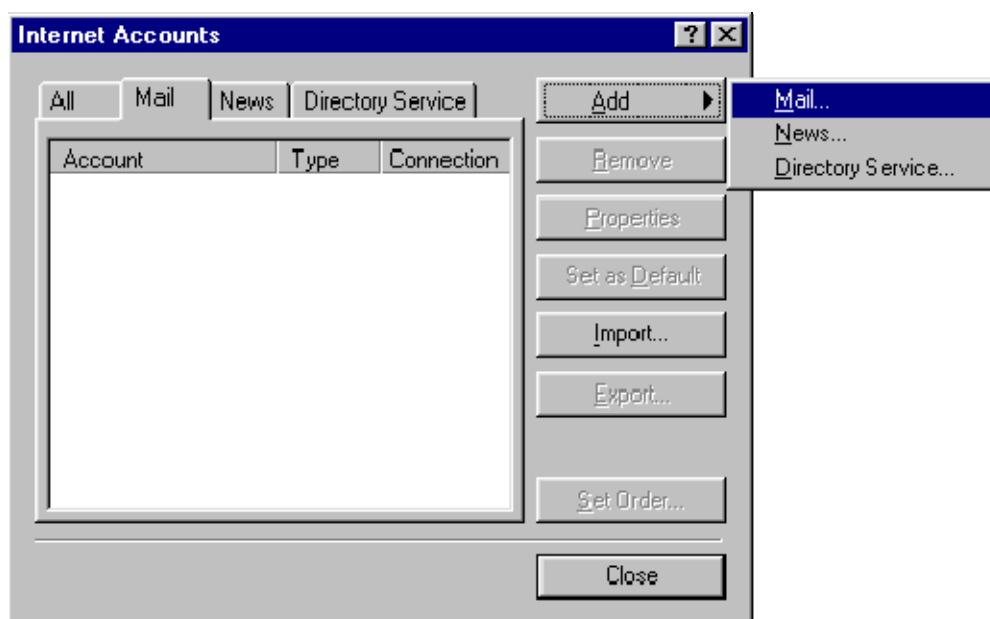 Internet Accounts
All Mail News Directory Service
Account Type Connection
Add
Remove
Properties
Set as Default
Import...
Export...
Set Order...
Close
Mail...
News...
Directory Service...